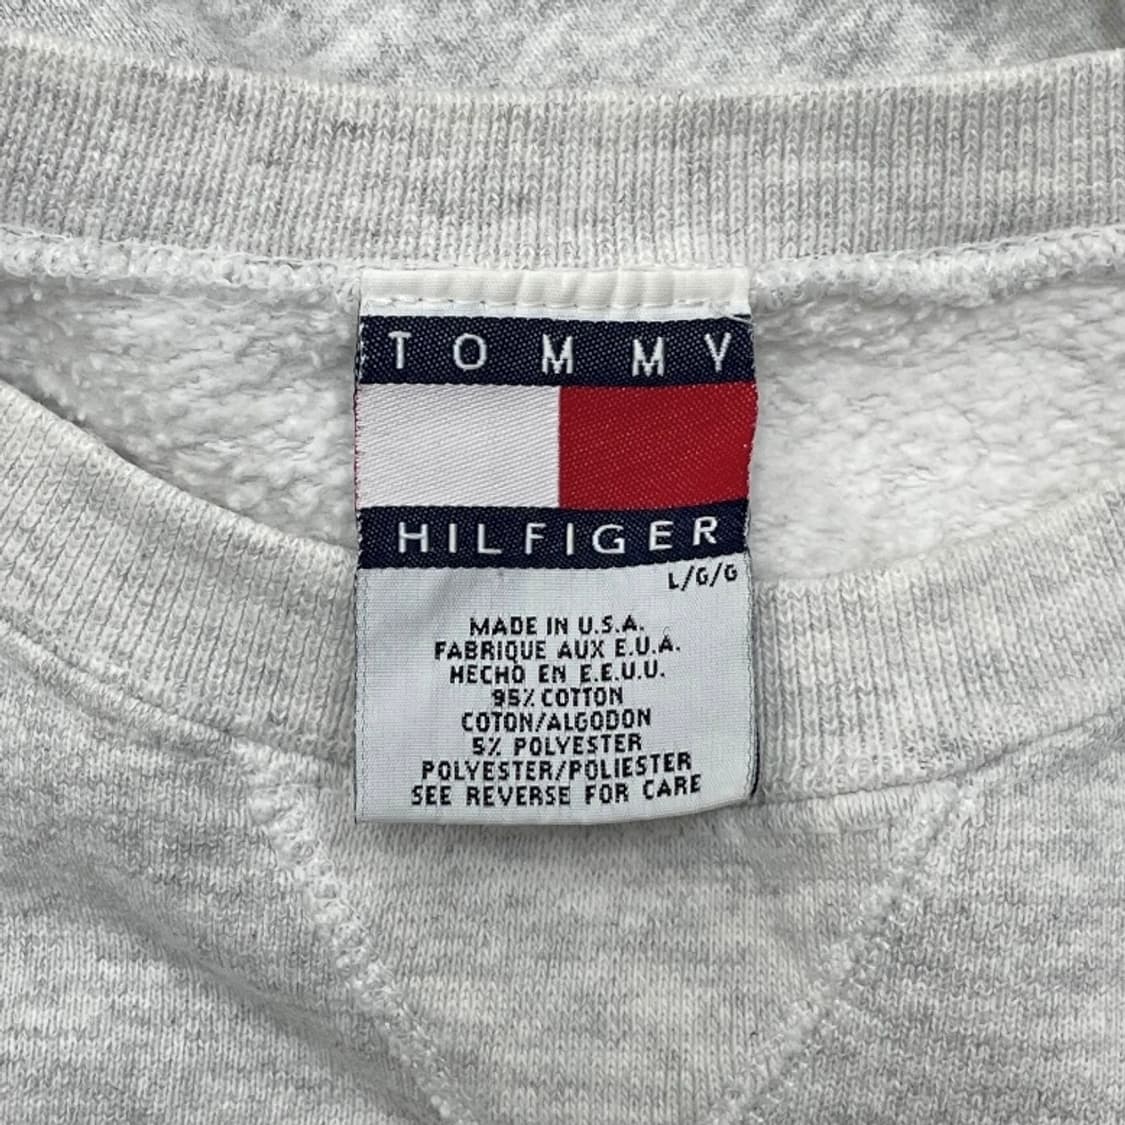 TOMMY
HILFIGER
L/G/G
MADE IN U.S.A.
FABRIQUE AUX E.U.A.
HECHO EN E.E.U.U.
95% COTTON
COTON/ALGODON
5% POLYESTER
POLYESTER/POLIESTER
SEE REVERSE FOR CARE